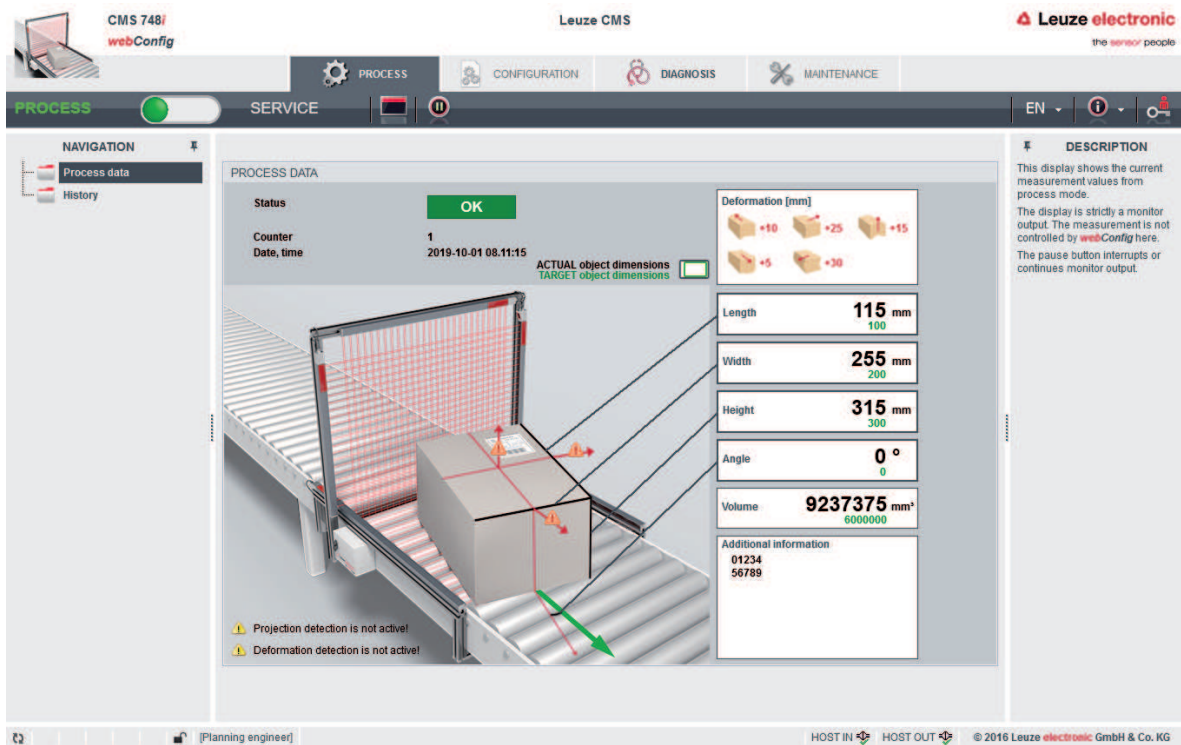 CMS 748i
webConfig
Leuze CMS
Leuze electronic
the sensor people
PROCESS
CONFIGURATION
DIAGNOSIS
MAINTENANCE
PROCESS
SERVICE
EN
NAVIGATION
Process data
History
PROCESS DATA
Status
OK
Counter
1
Date, time
2019-10-01 08.11:15
ACTUAL object dimensions
TARGET object dimensions
Deformation [mm]
+10
+25
+15
+5
+30
Length
115 mm
100
Width
255 mm
200
Height
315 mm
300
Angle
0 °
0
Volume
9237375 mm³
6000000
Additional information
01234
56789
Projection detection is not active!
Deformation detection is not active!
DESCRIPTION
This display shows the current
measurement values from
process mode.
The display is strictly a monitor
output. The measurement is not
controlled by webConfig here.
The pause button interrupts or
continues monitor output.
[Planning engineer]
HOST IN
HOST OUT
© 2016 Leuze electronic GmbH & Co. KG